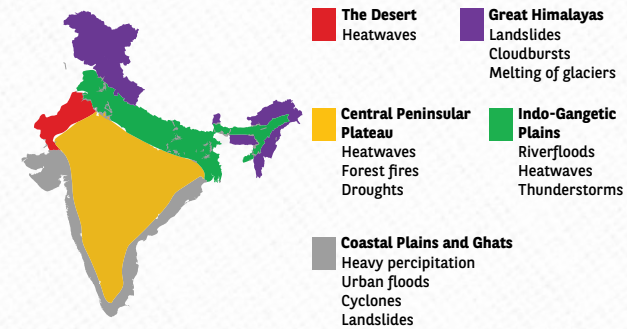 The Desert
Heatwaves
Great Himalayas
Landslides
Cloudbursts
Melting of glaciers
Central Peninsular
Plateau
Heatwaves
Forest fires
Droughts
Indo-Gangetic
Plains
Riverfloods
Heatwaves
Thunderstorms
Coastal Plains and Ghats
Heavy percipitation
Urban floods
Cyclones
Landslides